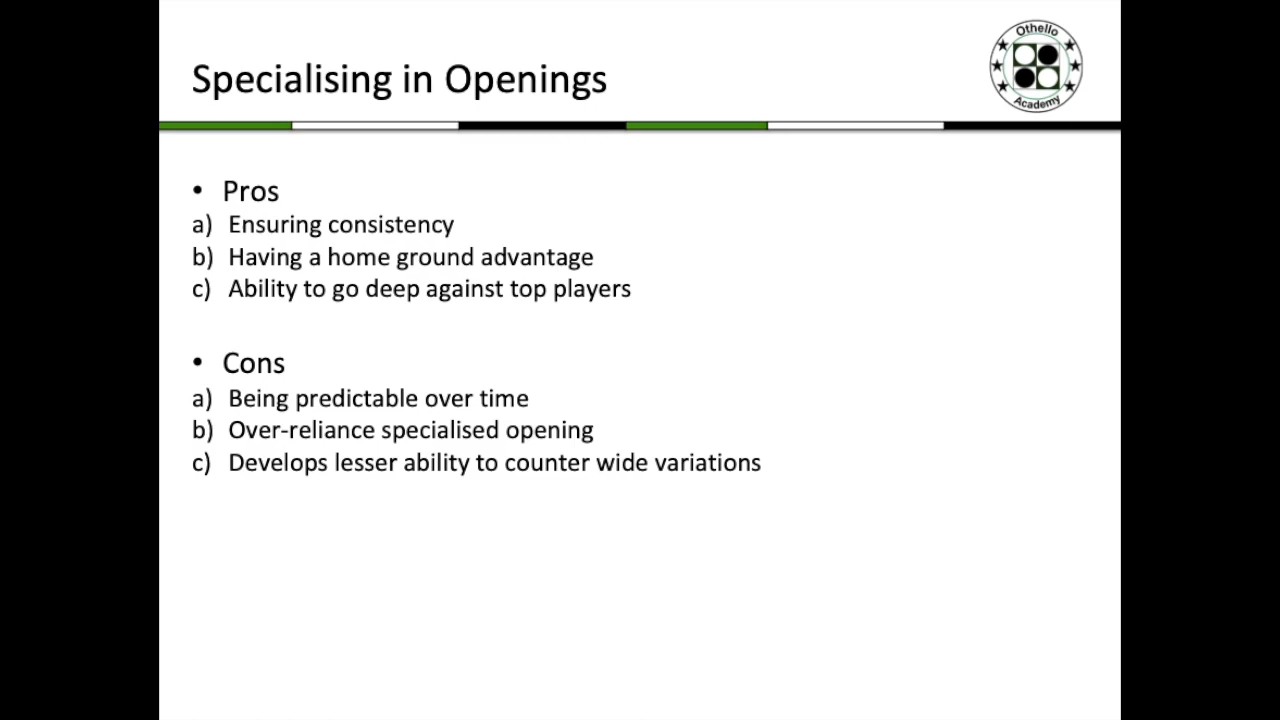 Specialising in Openings
Othello
Academy
• Pros
a) Ensuring consistency
b) Having a home ground advantage
c) Ability to go deep against top players
• Cons
a) Being predictable over time
b) Over-reliance specialised opening
c) Develops lesser ability to counter wide variations